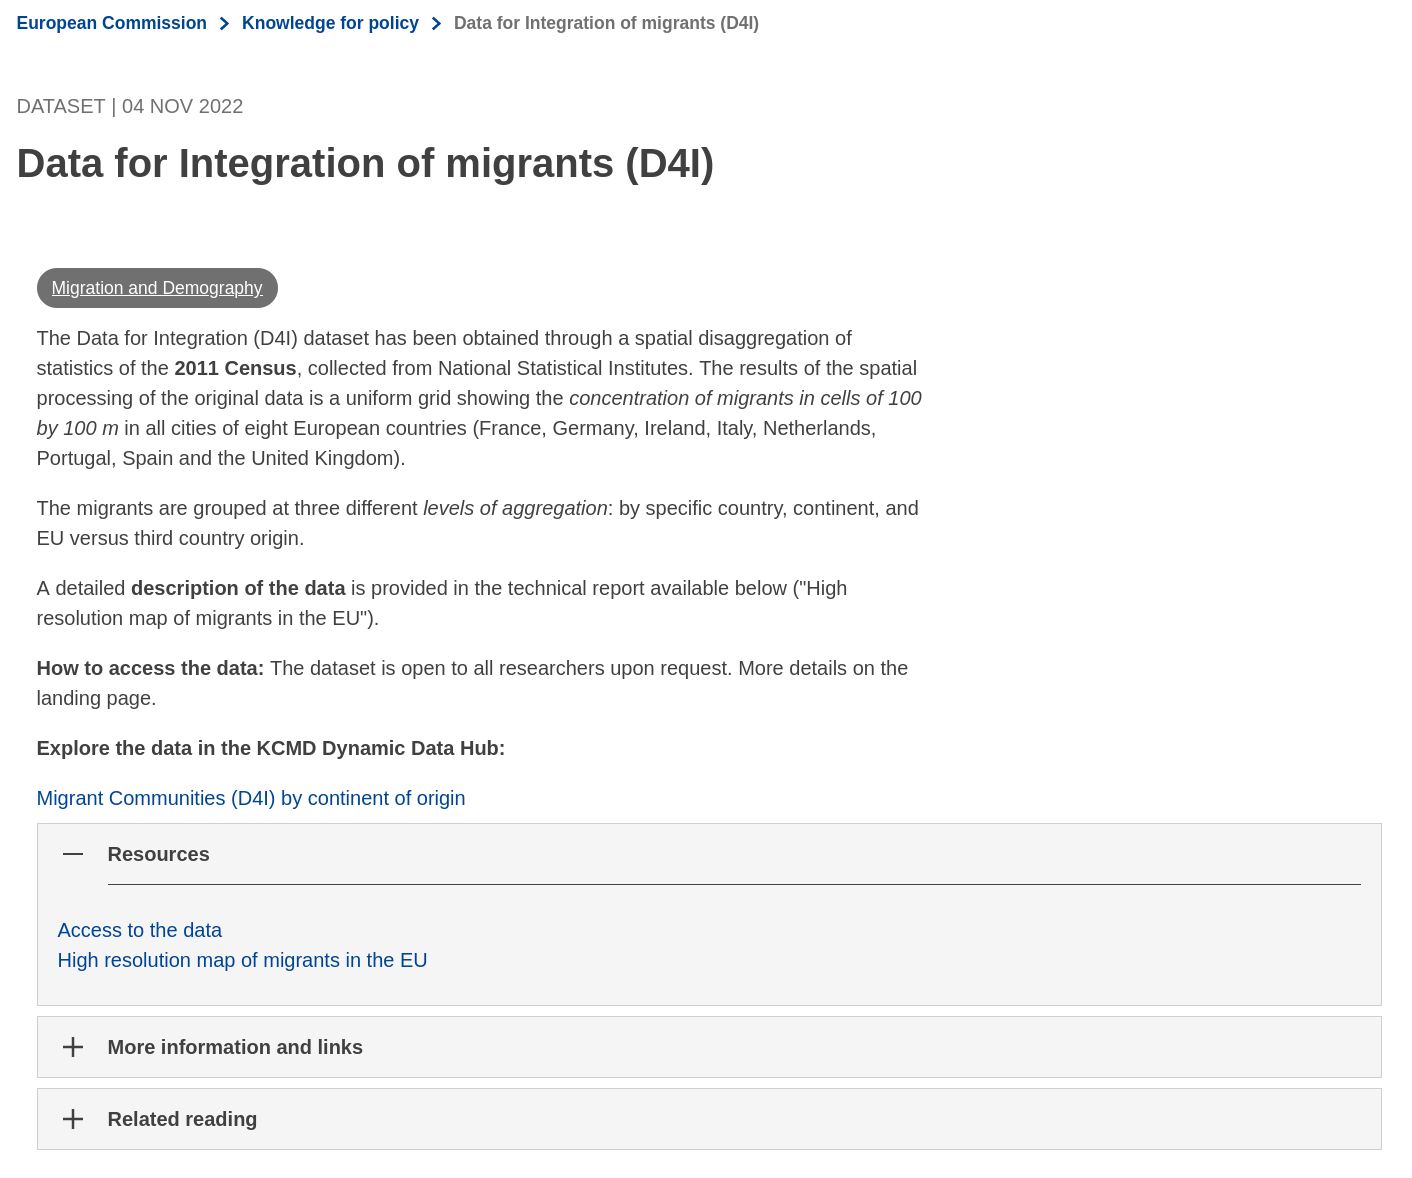 European Commission > Knowledge for policy > Data for Integration of migrants (D4I)
DATASET | 04 NOV 2022
Data for Integration of migrants (D4I)
Migration and Demography
The Data for Integration (D4I) dataset has been obtained through a spatial disaggregation of
statistics of the 2011 Census, collected from National Statistical Institutes. The results of the spatial
processing of the original data is a uniform grid showing the concentration of migrants in cells of 100
by 100 m in all cities of eight European countries (France, Germany, Ireland, Italy, Netherlands,
Portugal, Spain and the United Kingdom).
The migrants are grouped at three different levels of aggregation: by specific country, continent, and
EU versus third country origin.
A detailed description of the data is provided in the technical report available below ("High
resolution map of migrants in the EU").
How to access the data: The dataset is open to all researchers upon request. More details on the
landing page.
Explore the data in the KCMD Dynamic Data Hub:
Migrant Communities (D4I) by continent of origin
Resources
Access to the data
High resolution map of migrants in the EU
More information and links
Related reading